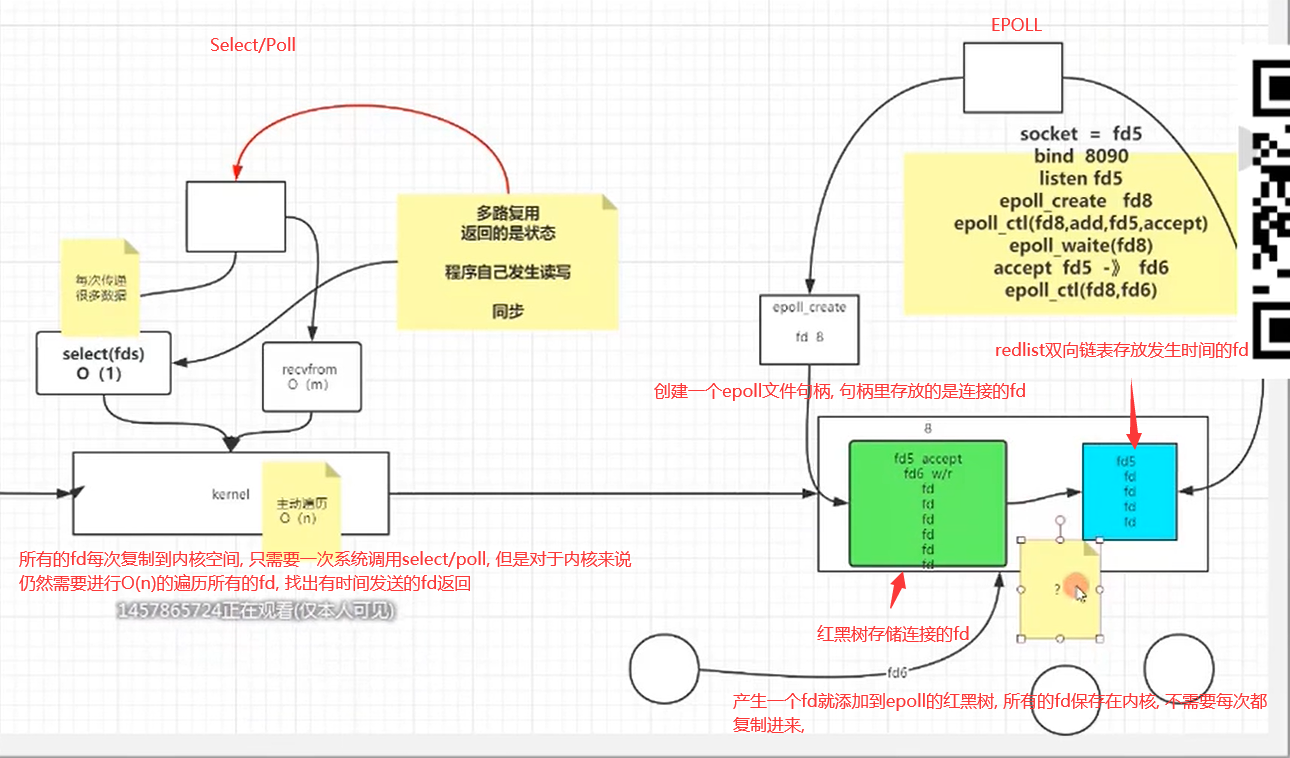 Select/Poll
EPOLL
socket = fd5
bind 8090
listen fd5
epoll_create fd8
epoll_ctl(fd8,add,fd5,accept)
epoll_waite(fd8)
accept fd5 -》 fd6
epoll_ctl(fd8,fd6)
多路复用
返回的是状态
程序自己发生读写
同步
每次传递
很多数据
select(fds)
O（1）
recvfrom
O（m）
epoll_create
fd 8
redlist双向链表存放发生时间的fd
创建一个epoll文件句柄, 句柄里存放的是连接的fd
8
fd5 accept
fd6 w/r
fd
fd
fd
fd
fd
fd
fd5
fd
fd
fd
fd
kernel
主动遍历
O（n）
所有的fd每次复制到内核空间, 只需要一次系统调用select/poll, 但是对于内核来说
仍然需要进行O(n)的遍历所有的fd, 找出有时间发送的fd返回
1457865724正在观看(仅本人可见)
?
红黑树存储连接的fd
fd6
产生一个fd就添加到epoll的红黑树, 所有的fd保存在内核, 不需要每次都
复制进来,